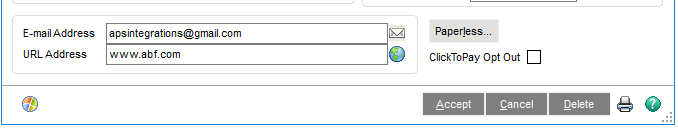 E-mail Address apsintegrations@gmail.com Paperless...
URL Address www.abf.com ClickToPay Opt Out
Accept Cancel Delete ?